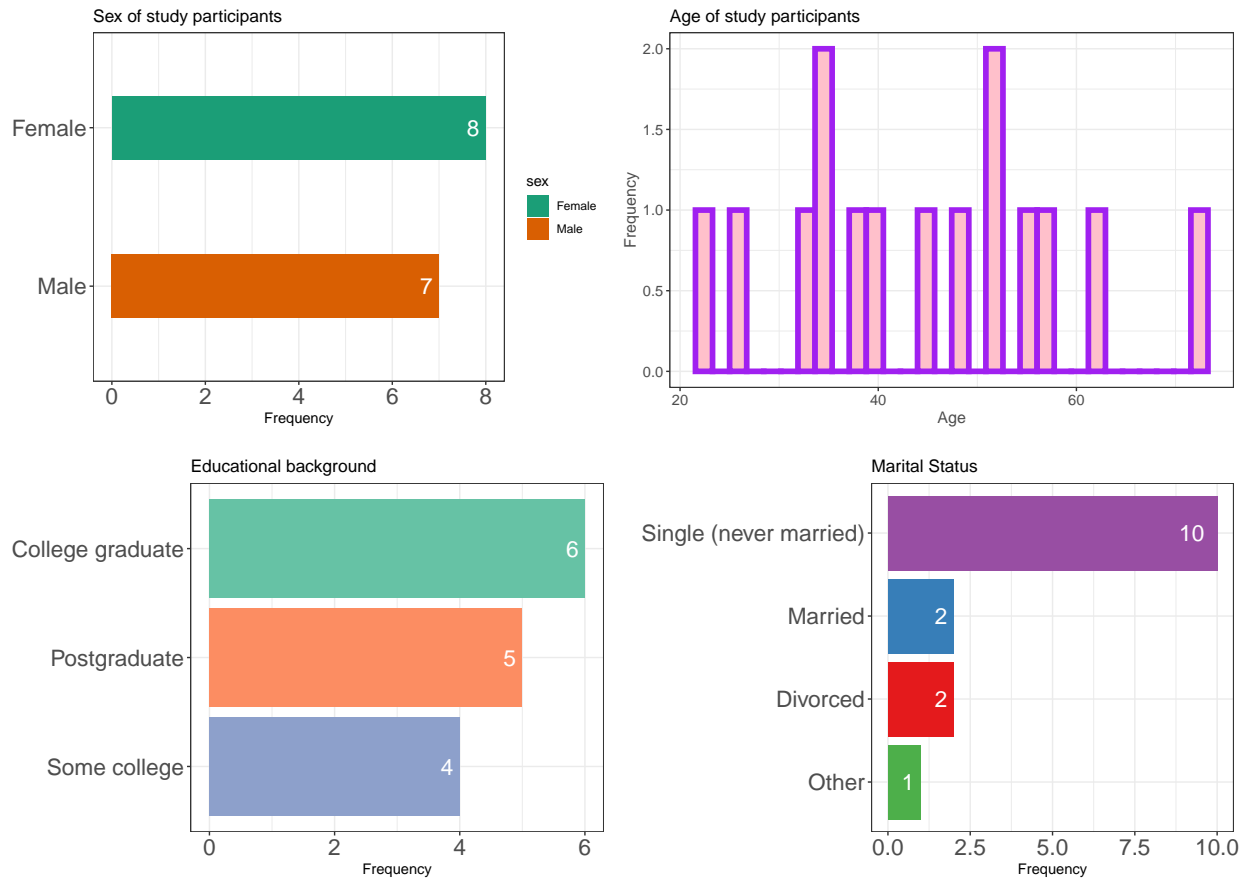 Sex of study participants
Female
8
Male
7
0 2 4 6 8
Frequency
sex
Female
Male
Age of study participants
2.0
1.5
1.0
0.5
0.0
Frequency
20 40 60
Age
Educational background
College graduate
6
Postgraduate
5
Some college
4
0 2 4 6
Frequency
Marital Status
Single (never married)
10
Married
2
Divorced
2
Other
1
0.0 2.5 5.0 7.5 10.0
Frequency